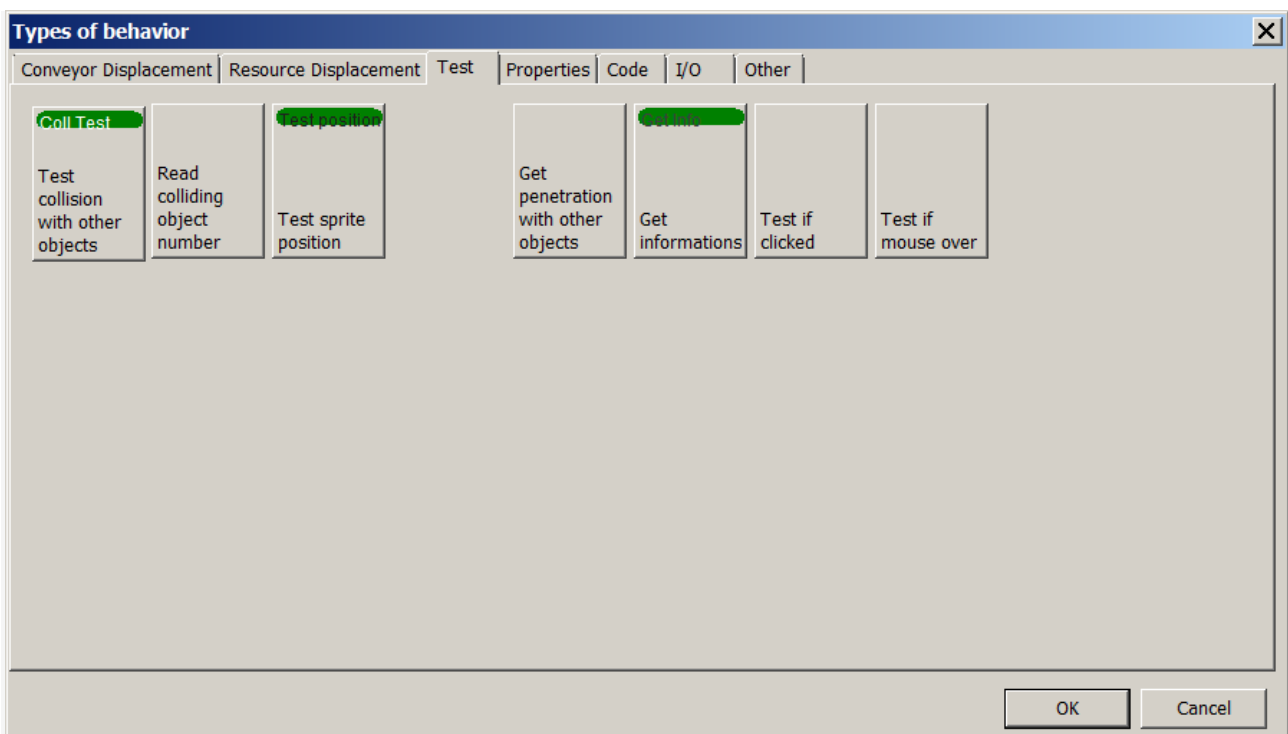 Types of behavior
Conveyor Displacement Resource Displacement Test Properties Code I/O Other
Coll Test
Test
collision
with other
objects
Read
colliding
object
number
Test position
Test sprite
position
Get
penetration
with other
objects
Get info
Get
informations
Test if
clicked
Test if
mouse over
OK Cancel